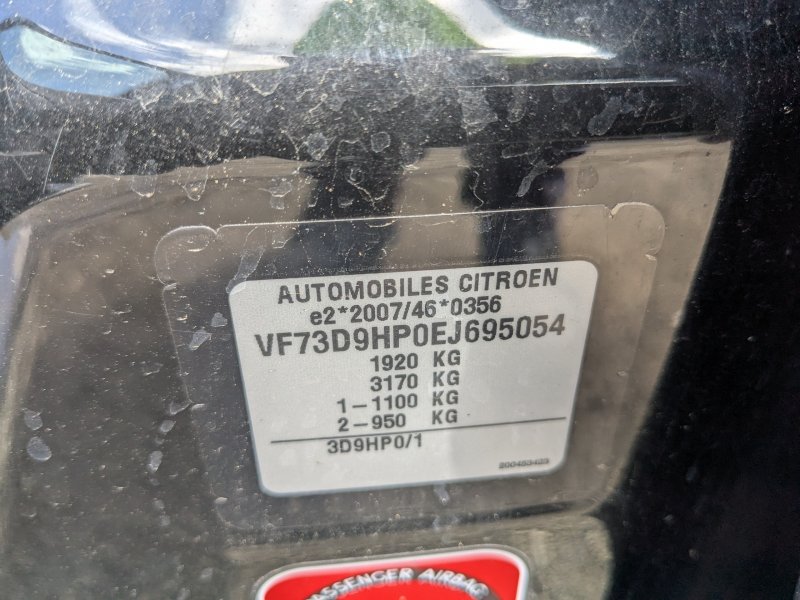 AUTOMOBILES CITROEN
e2*2007/46*0356
VF73D9HP0EJ695054
1920 KG
3170 KG
1-1100 KG
2-950 KG
3D9HP0/1
200453423
PASSENGER AIRBAG